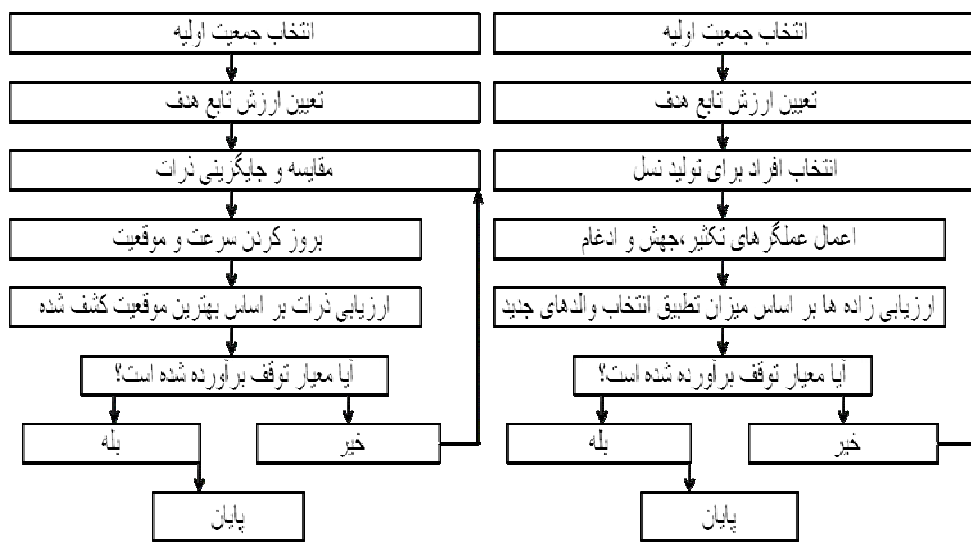 انتخاب جمعیت اولیه
تعیین ارزش تابع هدف
انتخاب افراد برای تولید نسل
اعمال عملگرهای تکثیر،جهش و ادغام
ارزیابی زاده ها بر اساس میزان تطبیق انتخاب والدهای جدید
آیا معیار توقف برآورده شده است؟
خیر
بله
پایان
انتخاب جمعیت اولیه
تعیین ارزش تابع هدف
مقایسه و جایگزینی ذرات
بروز کردن سرعت و موقعیت
ارزیابی ذرات بر اساس بهترین موقعیت کشف شده
آیا معیار توقف برآورده شده است؟
خیر
بله
پایان